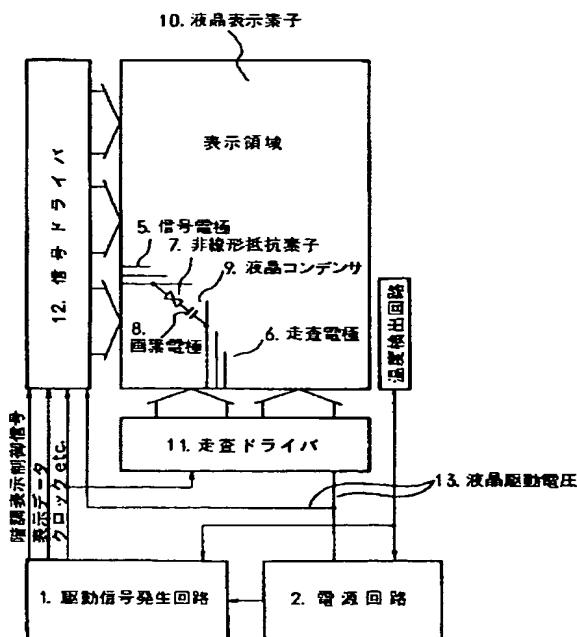 10. 液晶表示素子
表示領域
12. 信号ドライバ
5. 信号電極
7. 非線形抵抗素子
9. 液晶コンデンサ
8.
画素電極
6. 走査電極
温度検出回路
11. 走査ドライバ
階調表示制御信号
表示データ
クロック etc.
13. 液晶駆動電圧
1. 駆動信号発生回路
2. 電源回路